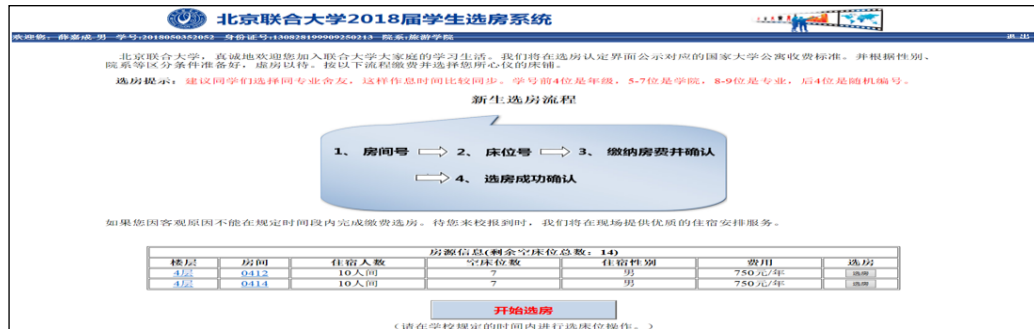 北京联合大学2018届学生选房系统
欢迎您：薛嘉成 男 学号:2018050352052 身份证号:130828199909250213 院系:旅游学院 退 出
北京联合大学，真诚地欢迎您加入联合大学大家庭的学习生活。我们将在选房认定界面公示对应的国家大学公寓收费标准。并根据性别、
院系等区分条件准备好，虚房以待。按以下流程缴费并选择您所心仪的床铺。
选房提示：建议同学们选择同专业舍友，这样作息时间比较同步。学号前4位是年级，5-7位是学院，8-9位是专业，后4位是随机编号。
新生选房流程
1、 房间号 2、 床位号 3、 缴纳房费并确认
4、 选房成功确认
如果您因客观原因不能在规定时间段内完成缴费选房。待您来校报到时，我们将在现场提供优质的住宿安排服务。
房源信息(剩余空床位总数：14)
楼层 房间 住宿人数 空床位数 住宿性别 费用 选房
4层 0412 10人间 7 男 750元/年 选房
4层 0414 10人间 7 男 750元/年 选房
开始选房
（请在学校规定的时间内进行选床位操作。）